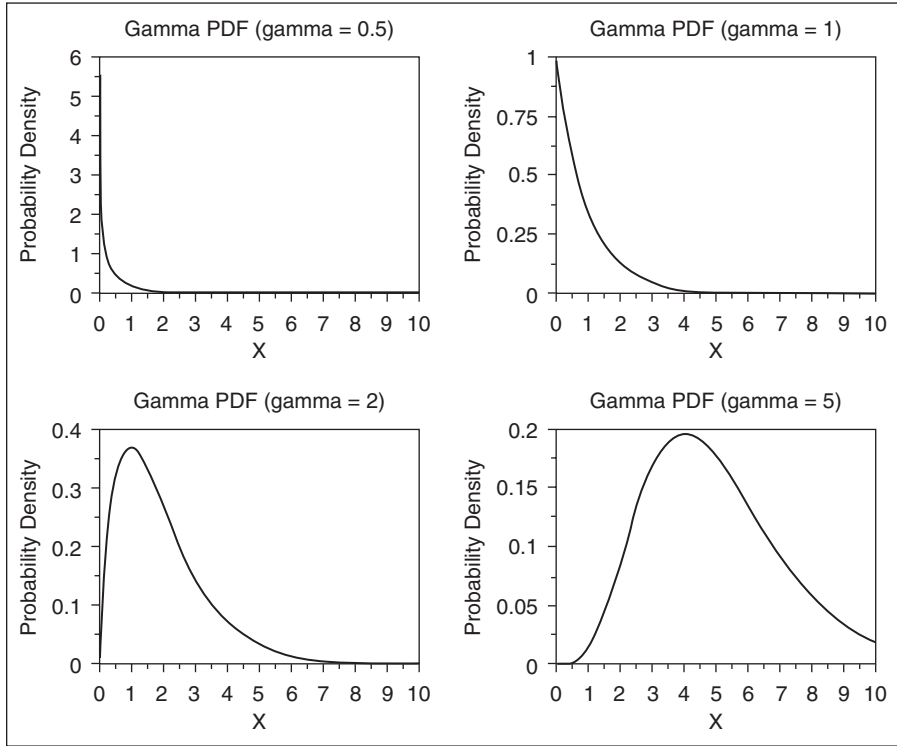 Gamma PDF (gamma = 0.5)
Probability Density
6
5
4
3
2
1
0
0 1 2 3 4 5 6 7 8 9 10
X
Gamma PDF (gamma = 1)
Probability Density
1
0.75
0.5
0.25
0
0 1 2 3 4 5 6 7 8 9 10
X
Gamma PDF (gamma = 2)
Probability Density
0.4
0.3
0.2
0.1
0
0 1 2 3 4 5 6 7 8 9 10
X
Gamma PDF (gamma = 5)
Probability Density
0.2
0.15
0.1
0.05
0
0 1 2 3 4 5 6 7 8 9 10
X